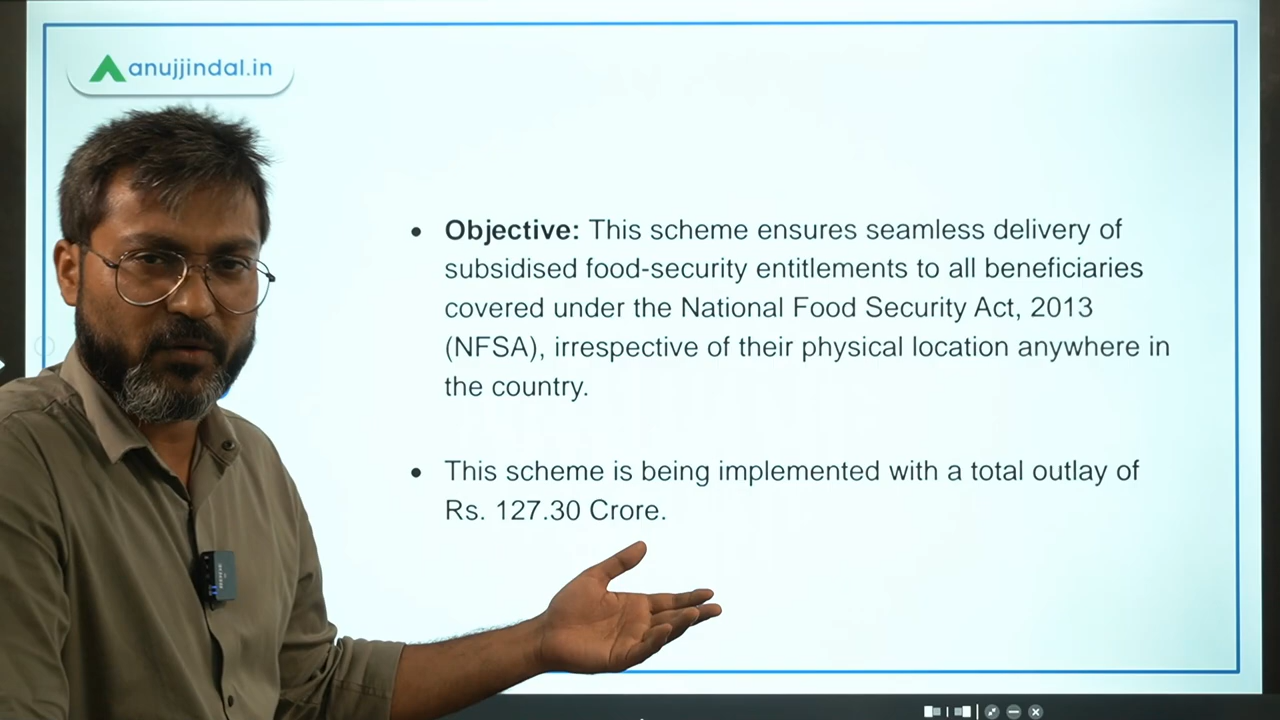 anujjindal.in
• Objective: This scheme ensures seamless delivery of
subsidised food-security entitlements to all beneficiaries
covered under the National Food Security Act, 2013
(NFSA), irrespective of their physical location anywhere in
the country.
• This scheme is being implemented with a total outlay of
Rs. 127.30 Crore.